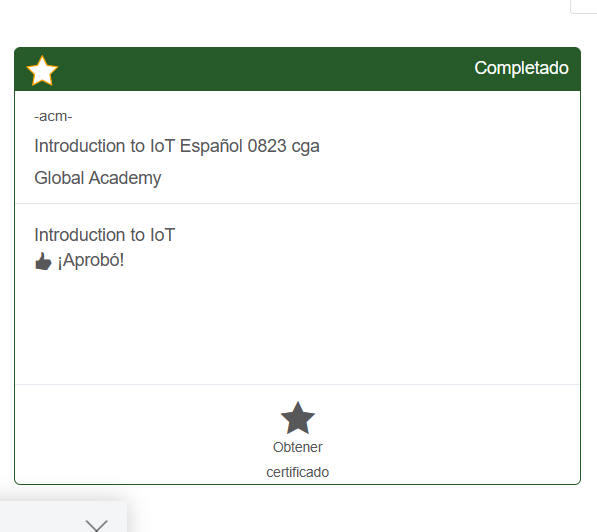 Completado
-acm-
Introduction to IoT Español 0823 cga
Global Academy
Introduction to IoT
¡Aprobó!
Obtener
certificado